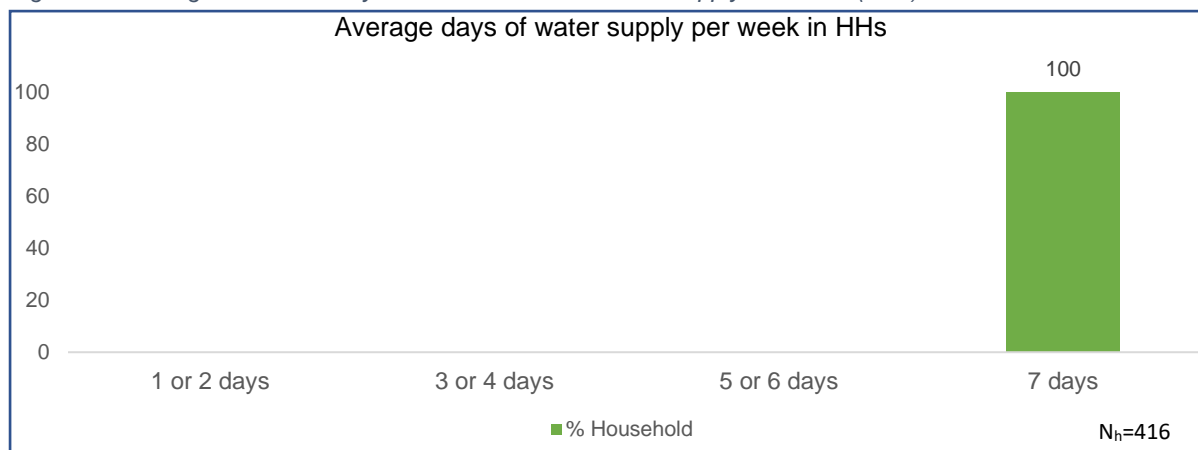 Average days of water supply per week in HHs
100
100
80
60
40
20
0
1 or 2 days
3 or 4 days
5 or 6 days
7 days
% Household
Nₕ=416